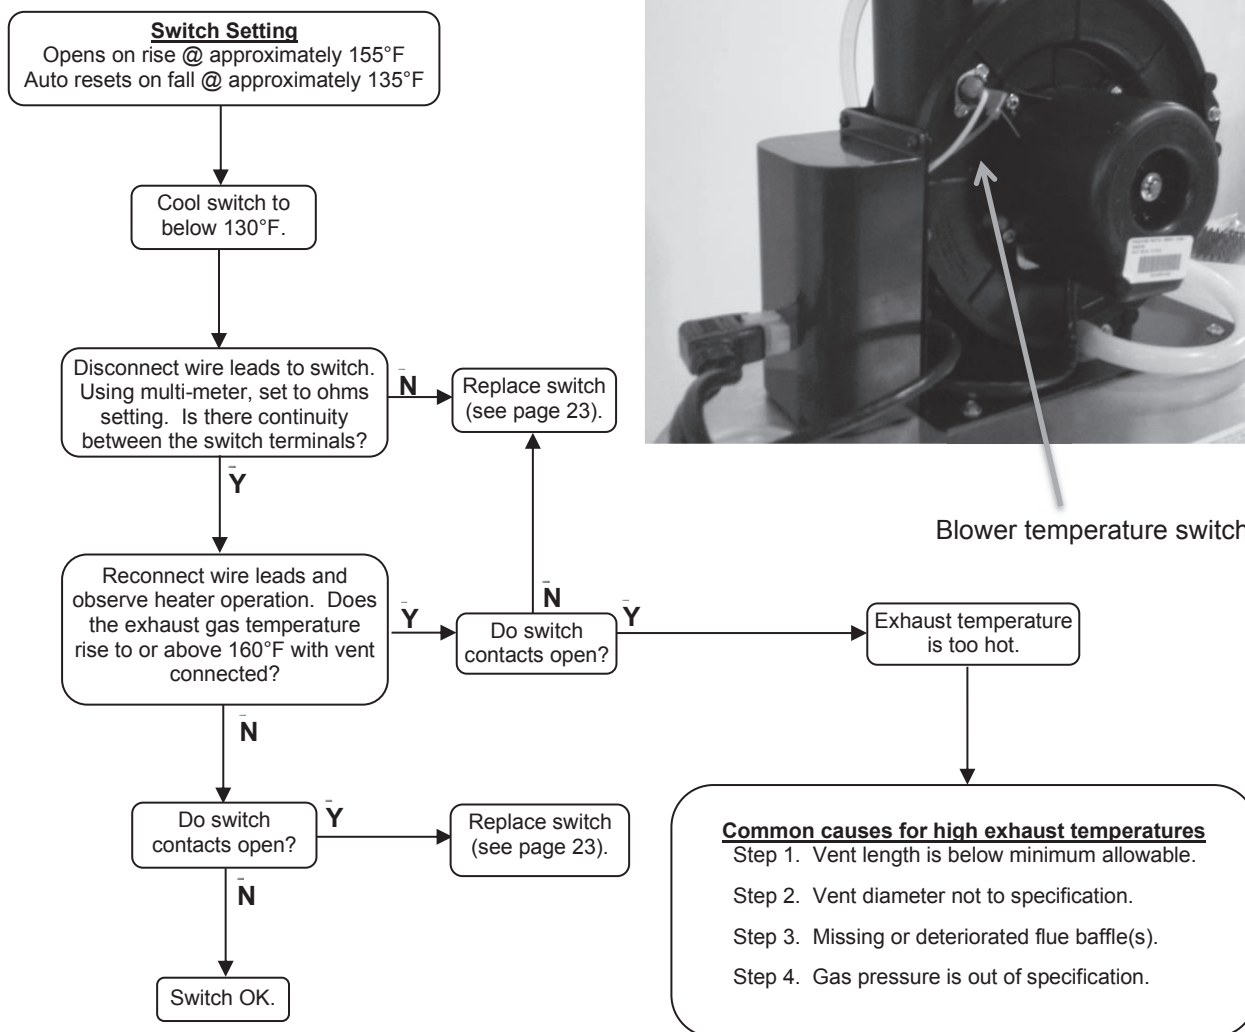 Switch Setting
Opens on rise @ approximately 155°F
Auto resets on fall @ approximately 135°F
Cool switch to
below 130°F.
Disconnect wire leads to switch.
Using multi-meter, set to ohms
setting. Is there continuity
between the switch terminals?
N
Replace switch
(see page 23).
Y
Blower temperature switch
Reconnect wire leads and
observe heater operation. Does
the exhaust gas temperature
rise to or above 160°F with vent
connected?
Y
Do switch
contacts open?
N
Y
Exhaust temperature
is too hot.
N
Do switch
contacts open?
Y
Replace switch
(see page 23).
N
Switch OK.
Common causes for high exhaust temperatures
Step 1. Vent length is below minimum allowable.
Step 2. Vent diameter not to specification.
Step 3. Missing or deteriorated flue baffle(s).
Step 4. Gas pressure is out of specification.